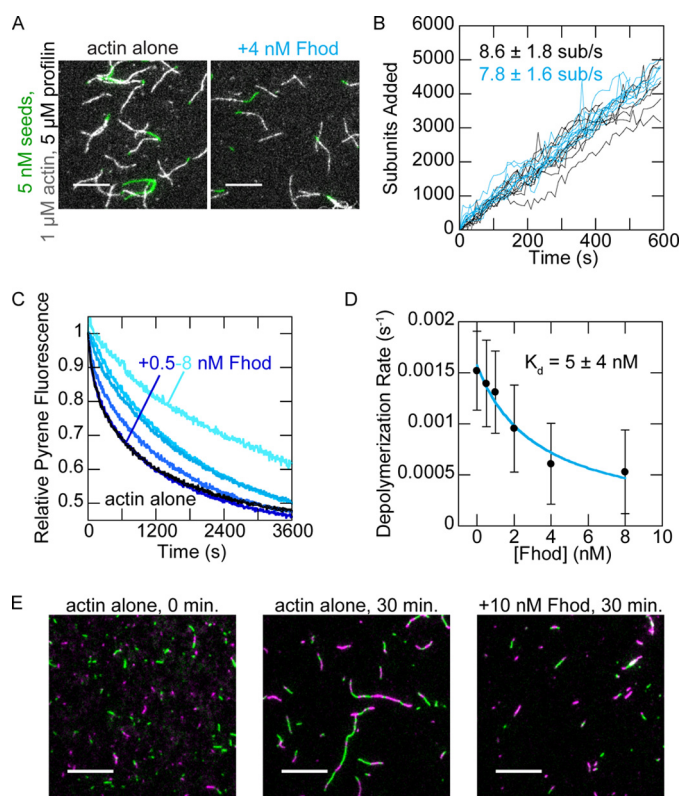 A
actin alone
+4 nM Fhod
5 nM seeds,
1 µM actin, 5 µM profilin
B
8.6 ± 1.8 sub/s
7.8 ± 1.6 sub/s
Subunits Added
6000
5000
4000
3000
2000
1000
0
0 200 400 600
Time (s)
C
+0.5-8 nM Fhod
actin alone
Relative Pyrene Fluorescence
1
0.9
0.8
0.7
0.6
0.5
0 1200 2400 3600
Time (s)
D
K_d = 5 ± 4 nM
Depolymerization Rate (s⁻¹)
0.002
0.0015
0.001
0.0005
0
0 2 4 6 8 10
[Fhod] (nM)
E
actin alone, 0 min.
actin alone, 30 min.
+10 nM Fhod, 30 min.